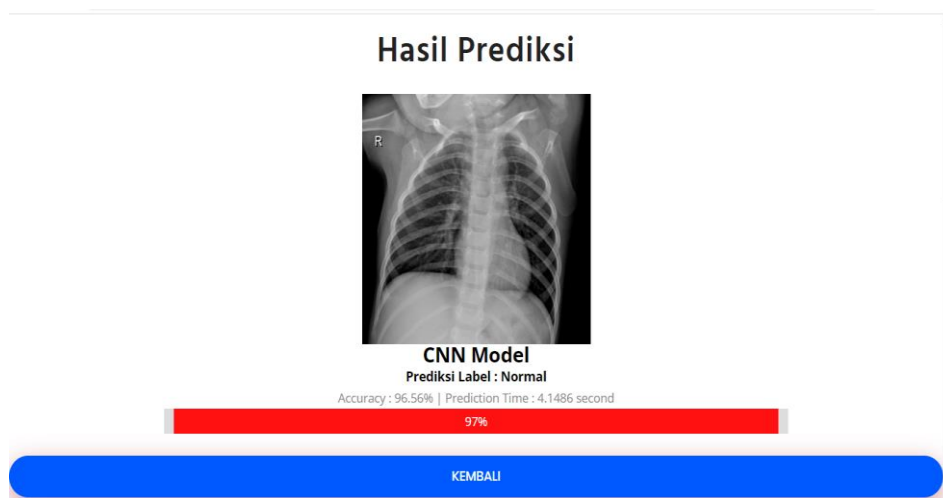 Hasil Prediksi
R
CNN Model
Prediksi Label : Normal
Accuracy : 96.56% | Prediction Time : 4.1486 second
97%
KEMBALI